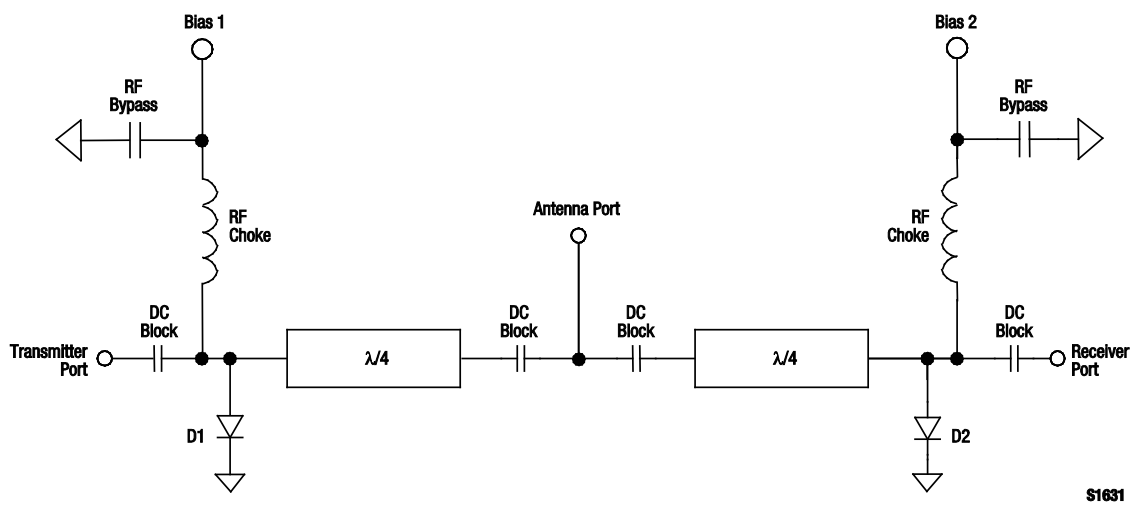 Bias 1
Bias 2
RF
Bypass
RF
Bypass
Antenna Port
RF
Choke
RF
Choke
DC
Block
DC
Block
DC
Block
DC
Block
Transmitter
Port
λ/4
λ/4
Receiver
Port
D1
D2
S1631